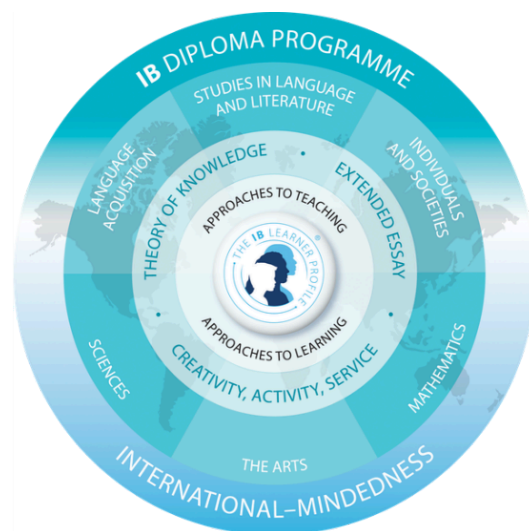 IB DIPLOMA PROGRAMME
STUDIES IN LANGUAGE
AND LITERATURE
LANGUAGE
ACQUISITION
INDIVIDUALS
AND SOCIETIES
THEORY OF KNOWLEDGE •
EXTENDED ESSAY •
APPROACHES TO TEACHING
THE IB LEARNER PROFILE ®
APPROACHES TO LEARNING
CREATIVITY, ACTIVITY, SERVICE •
SCIENCES
MATHEMATICS
THE ARTS
INTERNATIONAL–MINDEDNESS